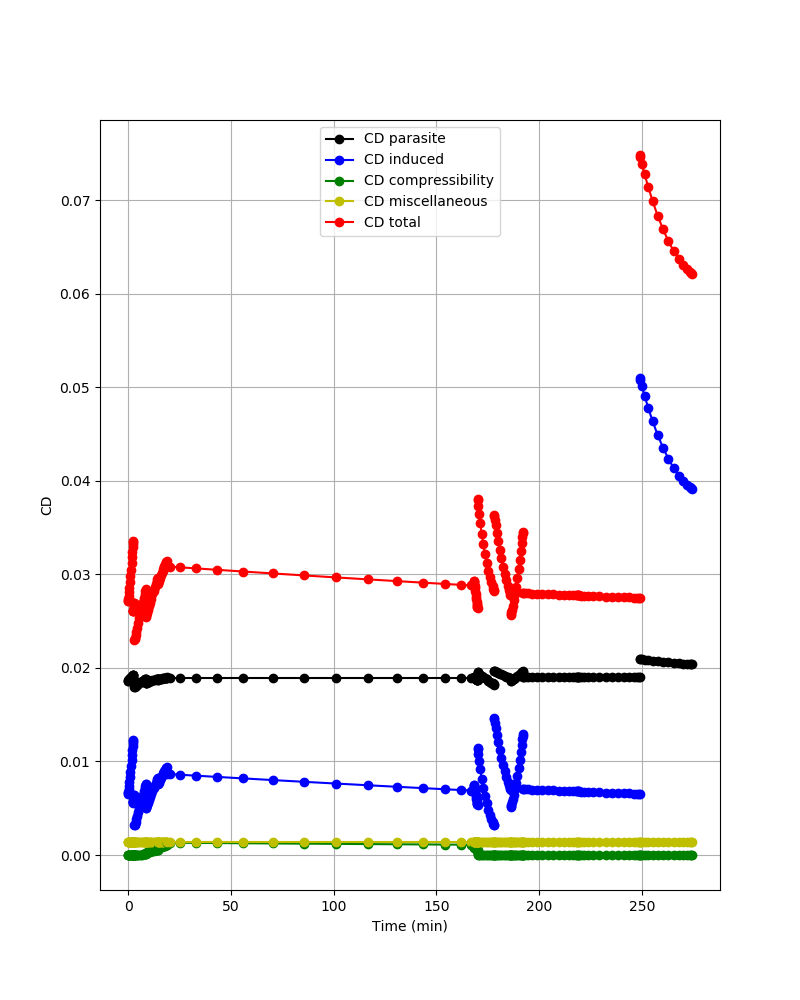 CD parasite
CD induced
CD compressibility
CD miscellaneous
CD total
0.07
0.06
0.05
0.04
0.03
0.02
0.01
0.00
CD
0 50 100 150 200 250
Time (min)